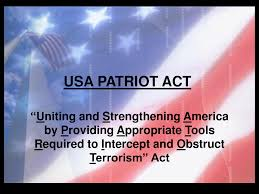 USA PATRIOT ACT
“Uniting and Strengthening America
by Providing Appropriate Tools
Required to Intercept and Obstruct
Terrorism” Act